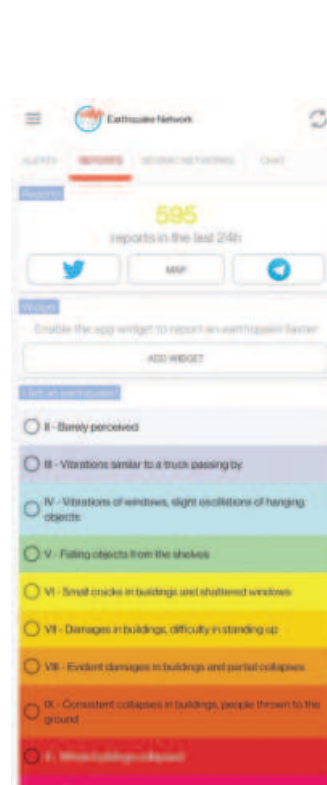 Earthquake Network
ALERTS REPORTS SEISMIC NETWORKS CHAT
Reports
595
reports in the last 24h
MAP
Widget
Enable the app widget to report an earthquake faster
ADD WIDGET
I felt an earthquake!
II - Barely perceived
III - Vibrations similar to a truck passing by
IV - Vibrations of windows, slight oscillations of hanging
objects
V - Falling objects from the shelves
VI - Small cracks in buildings and shattered windows
VII - Damages in buildings, difficulty in standing up
VIII - Evident damages in buildings and partial collapses
IX - Consistent collapses in buildings, people thrown to the
ground
X - Whole buildings collapsed